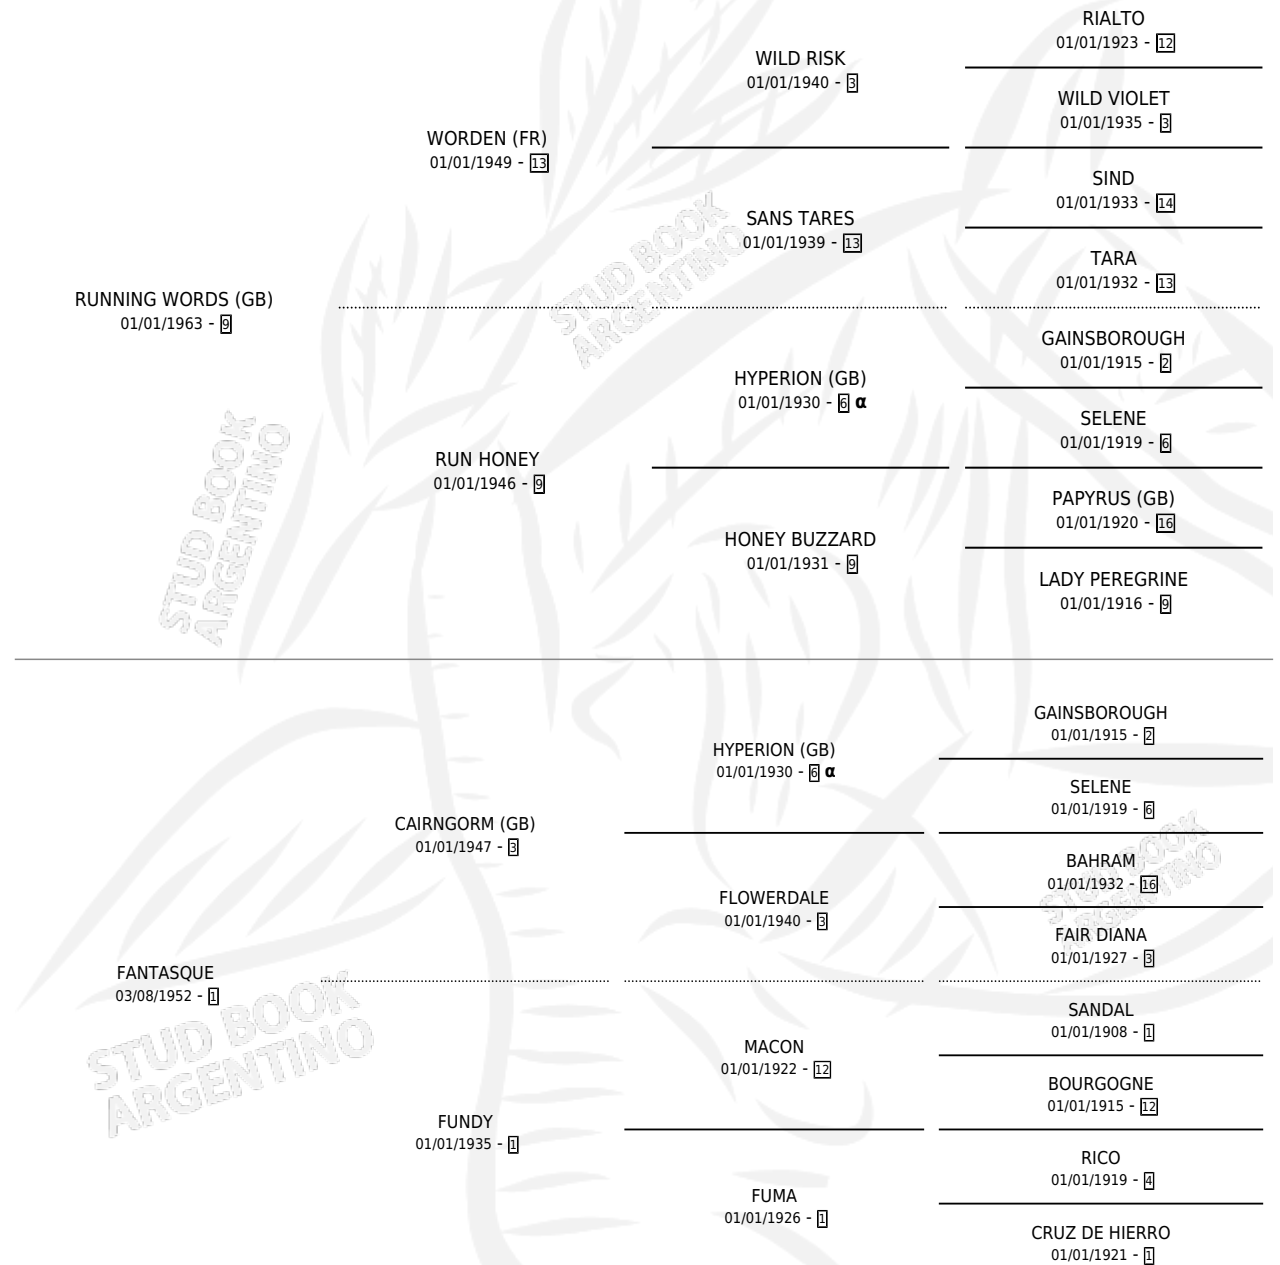 RIALTO
01/01/1923 - 12
WILD RISK
01/01/1940 - 3
WILD VIOLET
01/01/1935 - 3
WORDEN (FR)
01/01/1949 - 13
SIND
01/01/1933 - 14
SANS TARES
01/01/1939 - 13
TARA
01/01/1932 - 13
RUNNING WORDS (GB)
01/01/1963 - 9
GAINSBOROUGH
01/01/1915 - 2
HYPERION (GB)
01/01/1930 - 6 α
SELENE
01/01/1919 - 6
RUN HONEY
01/01/1946 - 9
PAPYRUS (GB)
01/01/1920 - 16
HONEY BUZZARD
01/01/1931 - 9
LADY PEREGRINE
01/01/1916 - 9
STUD BOOK
ARGENTINO
STUD BOOK
ARGENTINO
GAINSBOROUGH
01/01/1915 - 2
HYPERION (GB)
01/01/1930 - 6 α
SELENE
01/01/1919 - 6
CAIRNGORM (GB)
01/01/1947 - 3
BAHRAM
01/01/1932 - 16
FLOWERDALE
01/01/1940 - 3
FAIR DIANA
01/01/1927 - 3
FANTASQUE
03/08/1952 - 1
SANDAL
01/01/1908 - 1
MACON
01/01/1922 - 12
BOURGOGNE
01/01/1915 - 12
FUNDY
01/01/1935 - 1
RICO
01/01/1919 - 4
FUMA
01/01/1926 - 1
CRUZ DE HIERRO
01/01/1921 - 1
STUD BOOK
ARGENTINO
STUD BOOK
ARGENTINO